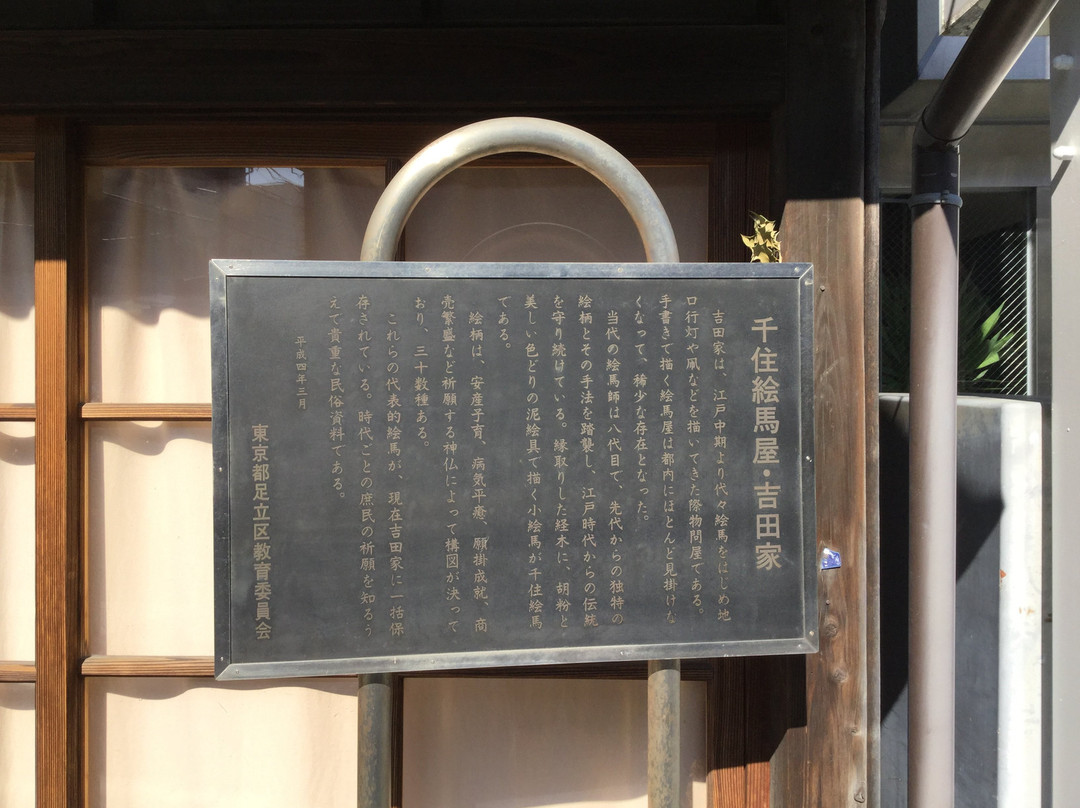 千住絵馬屋・吉田家
吉田家は、江戸中期より代々絵馬をはじめ地
口行灯や凧などを描いてきた際物問屋である。
手書きで描く絵馬屋は都内にほとんど見掛けな
くなって、稀少な存在となった。
当代の絵馬師は八代目で、先代からの独特の
絵柄とその手法を踏襲し、江戸時代からの伝統
を守り続けている。縁取りした経木に、胡粉と
美しい色どりの泥絵具で描く小絵馬が千住絵馬
である。
絵柄は、安産子育、病気平癒、願掛成就、商
売繁盛など祈願する神仏によって構図が決って
おり、三十数種ある。
これらの代表的絵馬が、現在吉田家に一括保
存されている。時代ごとの庶民の祈願を知るう
えで貴重な民俗資料である。
平成四年三月
東京都足立区教育委員会